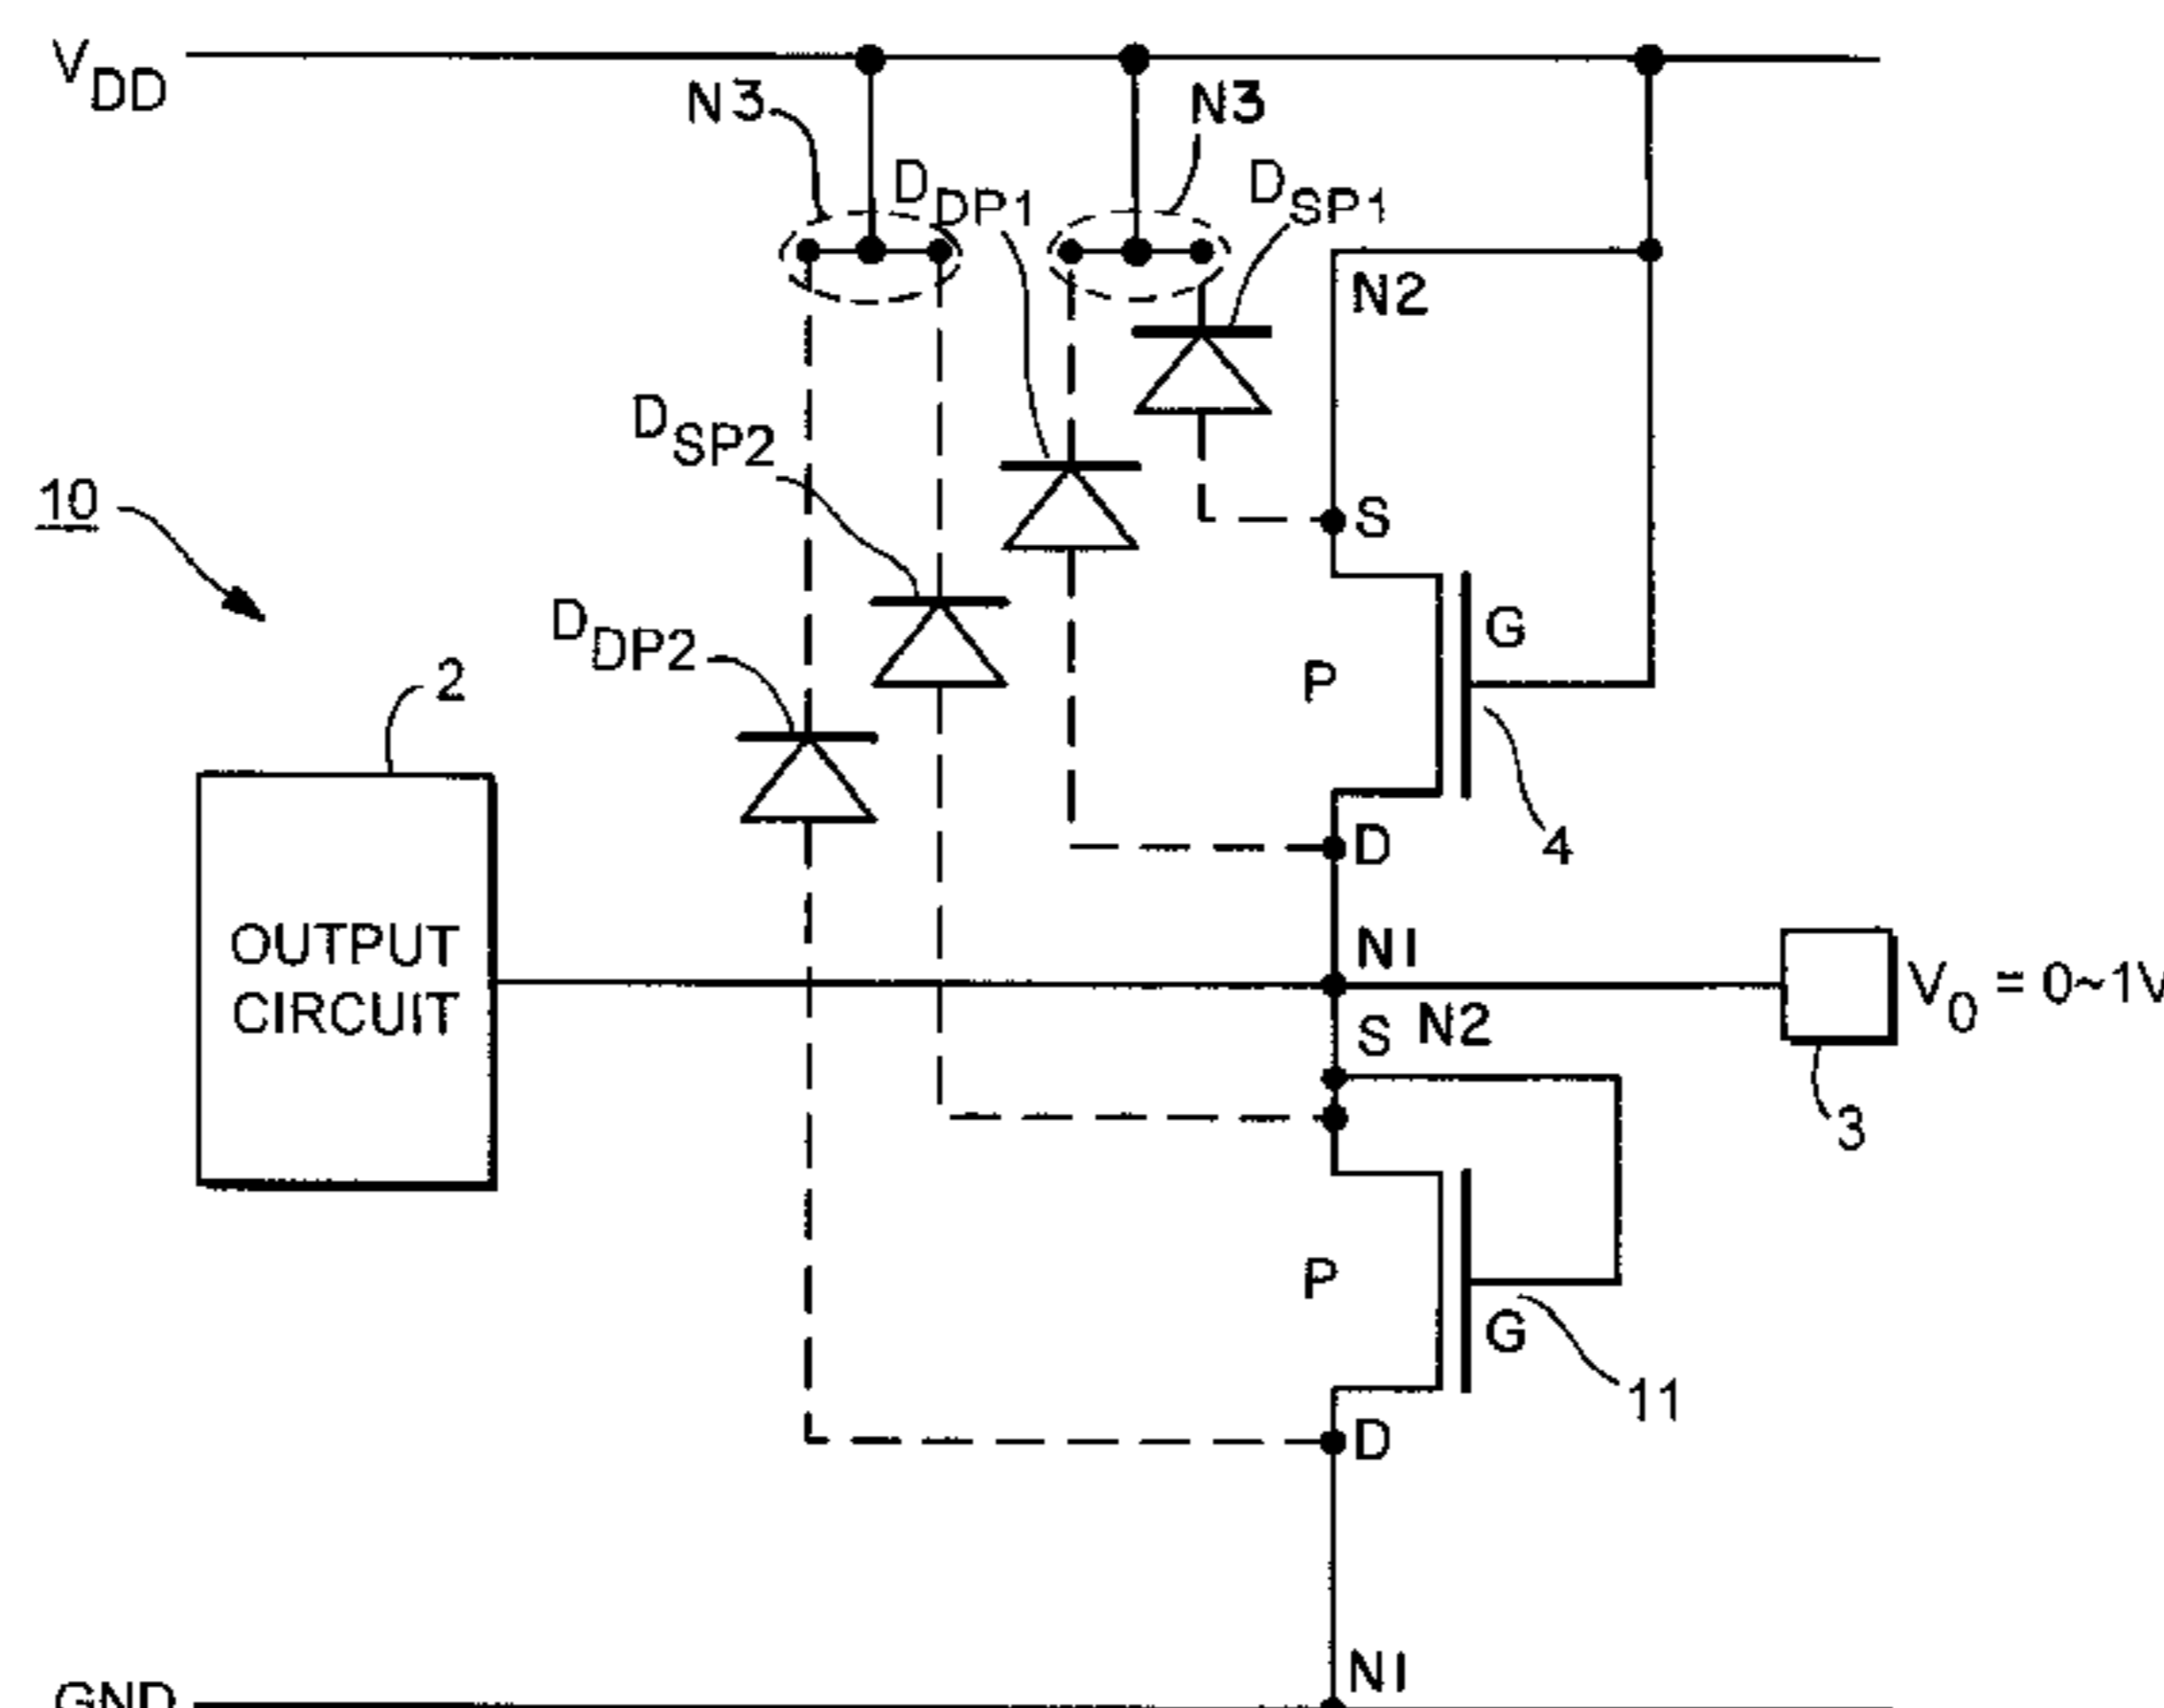 VDD
N3
N3
DDP1
DSP1
N2
DSP2
10
S
DDP2
G
P
2
4
D
OUTPUT
CIRCUIT
N1
V0 = 0~1V
S
N2
3
P
G
11
D
N1
GND